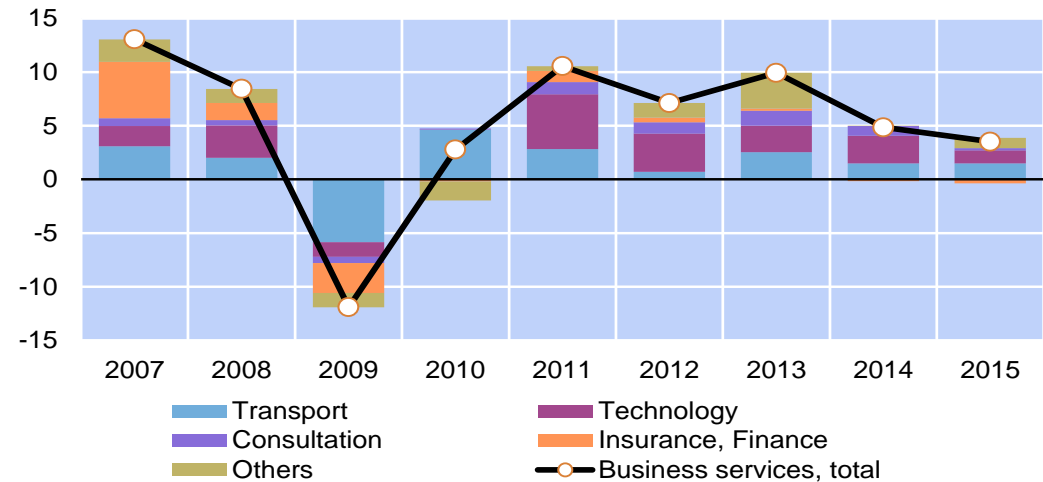 15
10
5
0
-5
-10
-15
2007 2008 2009 2010 2011 2012 2013 2014 2015
Transport Technology
Consultation Insurance, Finance
Others Business services, total